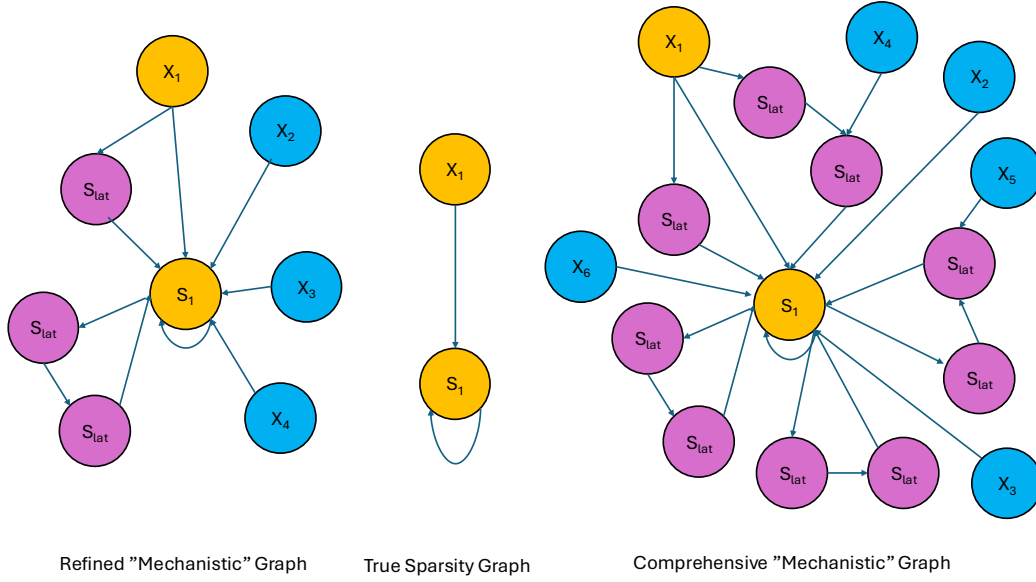 X₁
X₂
Sₗₐₜ
S₁
X₃
Sₗₐₜ
Sₗₐₜ
X₄
Refined ”Mechanistic” Graph
X₁
S₁
True Sparsity Graph
X₁
X₄
X₂
Sₗₐₜ
Sₗₐₜ
X₅
Sₗₐₜ
X₆
Sₗₐₜ
S₁
Sₗₐₜ
Sₗₐₜ
Sₗₐₜ
Sₗₐₜ
Sₗₐₜ
X₃
Comprehensive ”Mechanistic” Graph